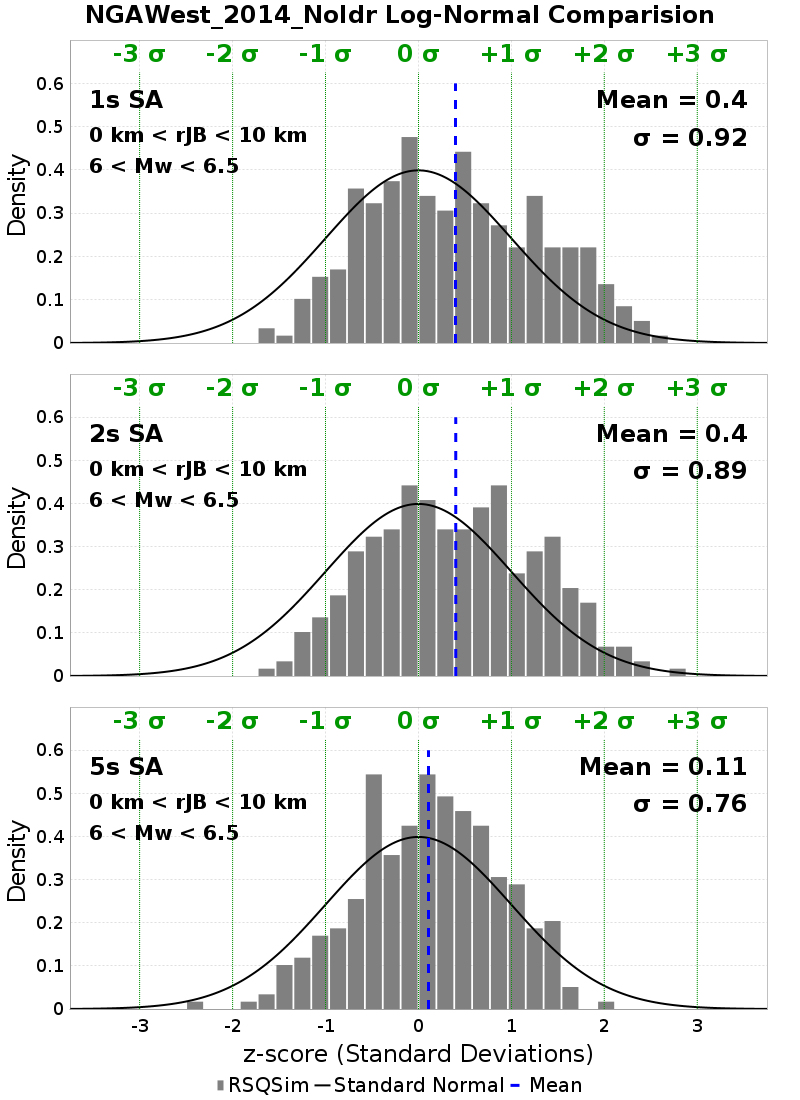 NGAWest_2014_NoIdr Log-Normal Comparision
-3 σ -2 σ -1 σ 0 σ +1 σ +2 σ +3 σ
0.6
1s SA Mean = 0.4
0.5
0 km < rJB < 10 km σ = 0.92
6 < Mw < 6.5
0.4
0.3
0.2
0.1
0
Density
-3 σ -2 σ -1 σ 0 σ +1 σ +2 σ +3 σ
0.6
2s SA Mean = 0.4
0.5
0 km < rJB < 10 km σ = 0.89
6 < Mw < 6.5
0.4
0.3
0.2
0.1
0
Density
-3 σ -2 σ -1 σ 0 σ +1 σ +2 σ +3 σ
0.6
5s SA Mean = 0.11
0.5
0 km < rJB < 10 km σ = 0.76
6 < Mw < 6.5
0.4
0.3
0.2
0.1
0
Density
-3 -2 -1 0 1 2 3
z-score (Standard Deviations)
RSQSim Standard Normal Mean